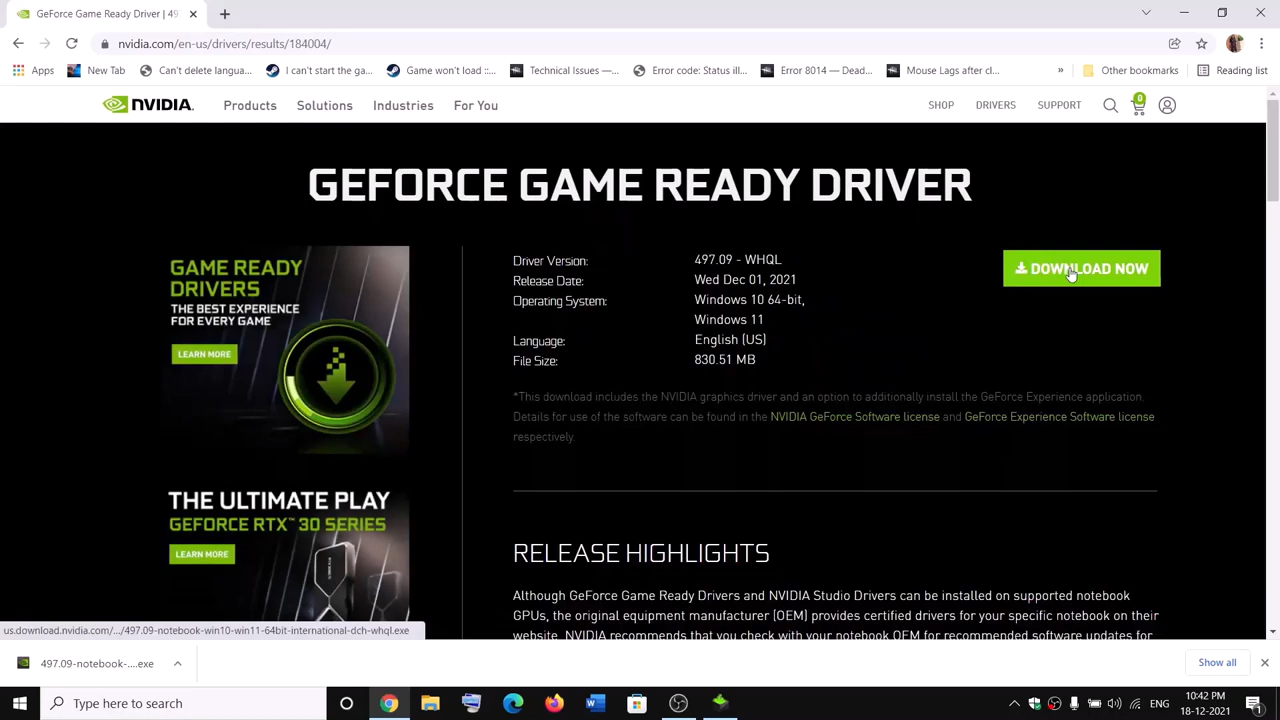 GeForce Game Ready Driver | 49
nvidia.com/en-us/drivers/results/184004/
Apps
New Tab
Can't delete langua...
I can't start the ga...
Game won't load ::...
Technical Issues —...
Error code: Status ill...
Error 8014 — Dead...
Mouse Lags after cl...
»
Other bookmarks
Reading list
NVIDIA.
Products
Solutions
Industries
For You
SHOP
DRIVERS
SUPPORT
0
GEFORCE GAME READY DRIVER
GAME READY
DRIVERS
THE BEST EXPERIENCE
FOR EVERY GAME
LEARN MORE
Driver Version: 497.09 - WHQL
Release Date: Wed Dec 01, 2021
Operating System: Windows 10 64-bit,
Windows 11
Language: English (US)
File Size: 830.51 MB
DOWNLOAD NOW
*This download includes the NVIDIA graphics driver and an option to additionally install the GeForce Experience application.
Details for use of the software can be found in the NVIDIA GeForce Software license and GeForce Experience Software license
respectively.
THE ULTIMATE PLAY
GEFORCE RTX™ 30 SERIES
LEARN MORE
RELEASE HIGHLIGHTS
Although GeForce Game Ready Drivers and NVIDIA Studio Drivers can be installed on supported notebook
GPUs, the original equipment manufacturer (OEM) provides certified drivers for your specific notebook on their
website. NVIDIA recommends that you check with your notebook OEM for recommended software updates for
us.download.nvidia.com/.../497.09-notebook-win10-win11-64bit-international-dch-whql.exe
497.09-notebook-....exe
Show all
Type here to search
ENG
10:42 PM
18-12-2021
1